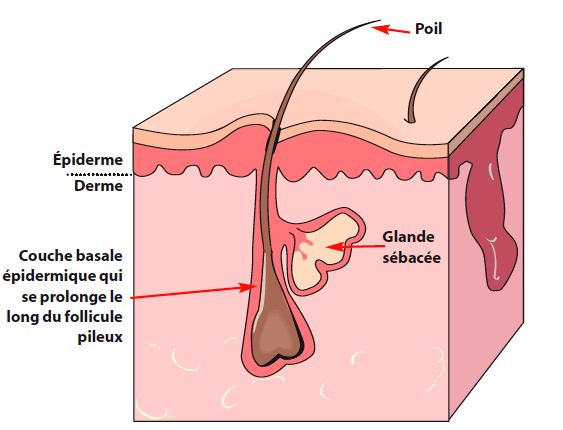 Poil
Épiderme
Derme
Glande
sébacée
Couche basale
épidermique qui
se prolonge le
long du follicule
pileux